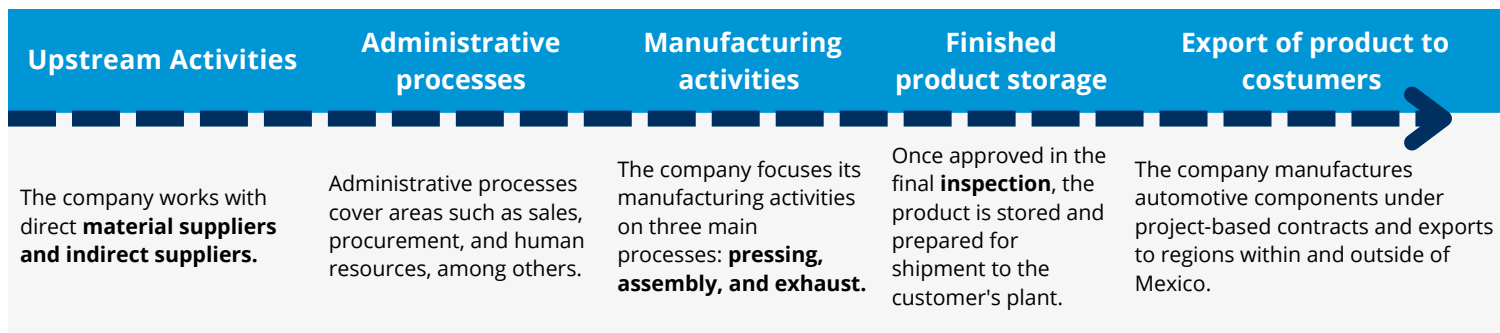 Upstream Activities
Administrative
processes
Manufacturing
activities
Finished
product storage
Export of product to
costumers
The company works with
direct material suppliers
and indirect suppliers.
Administrative processes
cover areas such as sales,
procurement, and human
resources, among others.
The company focuses its
manufacturing activities
on three main
processes: pressing,
assembly, and exhaust.
Once approved in the
final inspection, the
product is stored and
prepared for
shipment to the
customer's plant.
The company manufactures
automotive components under
project-based contracts and exports
to regions within and outside of
Mexico.